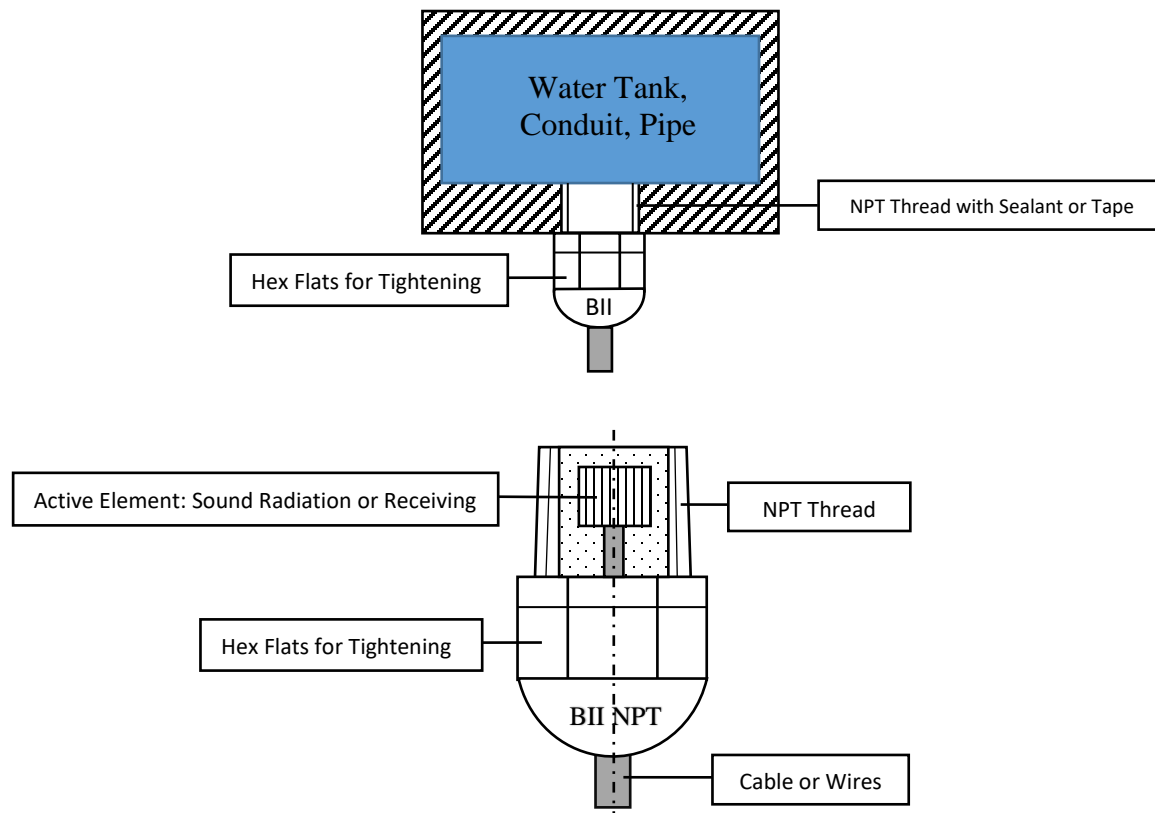 Water Tank,
Conduit, Pipe
NPT Thread with Sealant or Tape
Hex Flats for Tightening
BII
Active Element: Sound Radiation or Receiving
NPT Thread
Hex Flats for Tightening
BII NPT
Cable or Wires